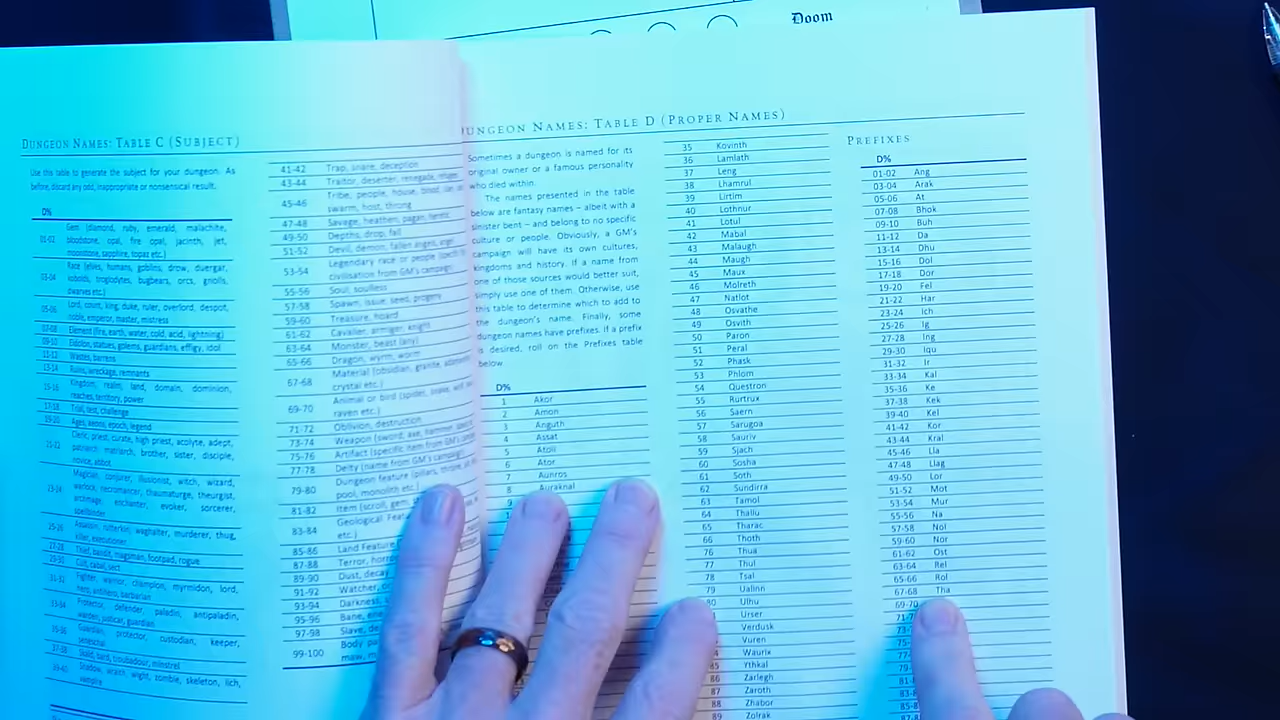 Doom
DUNGEON NAMES: TABLE C (SUBJECT)
Use this table to generate the subject for your dungeon. As
before, discard any odd, inappropriate or nonsensical result.
D%
01-02 Gem (diamond, ruby, emerald, malachite,
bloodstone, opal, fire opal, jacinth, jet,
moonstone, sapphire, topaz etc.)
03-04 Race (elves, humans, goblins, drow, duergar,
kobolds, troglodytes, bugbears, orcs, gnolls,
dwarves etc.)
05-06 Lord, count, king, duke, ruler, overlord, despot,
noble, emperor, master, mistress
07-08 Element (fire, earth, water, cold, acid, lightning)
09-10 Eidolon, statues, golems, guardians, effigy, idol
11-12 Wastes, barrens
13-14 Ruins, wreckage, remnants
15-16 Kingdom, realm, land, domain, dominion,
reaches, territory, power
17-18 Trial, test, challenge
19-20 Ages, aeons, epoch, legend
21-22 Cleric, priest, curate, high priest, acolyte, adept,
patriarch, matriarch, brother, sister, disciple,
novice, abbot
23-24 Magician, conjurer, illusionist, witch, wizard,
warlock, necromancer, thaumaturge, theurgist,
archmage, enchanter, evoker, sorcerer,
spellbinder
25-26 Assassin, cutterkin, waghalter, murderer, thug,
killer, executioner
27-28 Thief, bandit, magsman, footpad, rogue
29-30 Cult, cabal, sect
31-32 Fighter, warrior, champion, myrmidon, lord,
hero, antihero, barbarian
33-34 Protector, defender, paladin, antipaladin,
warden, justicar, guardian
35-36 Guardian, protector, custodian, keeper,
seneschal
37-38 Skald, bard, troubadour, minstrel
39-40 Shadow, wraith, wight, zombie, skeleton, lich,
vampire
41-42 Trap, snare, deception
43-44 Traitor, deserter, renegade, refugee
45-46 Tribe, people, house, blood,
swarm, host, throng
47-48 Savage, heathen, pagan, heretic
49-50 Depths, drop, fall
51-52 Devil, demon, fallen angel,
53-54 Legendary race or people
civilisation from GM's campaign)
55-56 Soul, soulless
57-58 Spawn, issue, seed, progeny
59-60 Treasure, hoard
61-62 Cavalier, armiger, knight
63-64 Monster, beast (any)
65-66 Dragon, wyrm, worm
67-68 Material (obsidian, granite,
crystal etc.)
69-70 Animal or bird (spider, snake,
raven etc.)
71-72 Oblivion, destruction
73-74 Weapon (sword, axe, hammer,
75-76 Artifact (specific item from GM's
77-78 Deity (name from GM's campaign)
79-80 Dungeon feature (pillars, throne,
pool, monolith etc.)
81-82 Item (scroll, gem,
83-84 Geological
etc.)
85-86 Land Feature
87-88 Terror, horror
89-90 Dust, decay
91-92 Watcher,
93-94 Darkness,
95-96 Bane,
97-98 Slave,
99-100 Body
maw,
DUNGEON NAMES: TABLE D (PROPER NAMES)
Sometimes a dungeon is named for its
original owner or a famous personality
who died within.
The names presented in the table
below are fantasy names – albeit with a
sinister bent – and belong to no specific
culture or people. Obviously, a GM's
campaign will have its own cultures,
kingdoms and history. If a name from
one of those sources would better suit,
simply use one of them. Otherwise, use
this table to determine which to add to
the dungeon's name. Finally, some
dungeon names have prefixes. If a prefix
is desired, roll on the Prefixes table
below
D%
1 Akor
2 Amon
3 Anguth
4 Assat
5 Atoli
6 Ator
7 Aunros
8 Auraknal
9
35 Kovinth
36 Lamlath
37 Leng
38 Lhamrul
39 Lirtim
40 Lothnur
41 Lotul
42 Mabal
43 Malaugh
44 Maugh
45 Maux
46 Molreth
47 Natlot
48 Osvathe
49 Osvith
50 Paron
51 Peral
52 Phask
53 Phlom
54 Questron
55 Rurtrux
56 Saern
57 Sarugoa
58 Sauriv
59 Sjach
60 Sosha
61 Soth
62 Sundirra
63 Tamol
64 Thallu
65 Tharac
66 Thoth
76 Thua
77 Thul
78 Tsal
79 Ualinn
80 Ulhu
Urser
Verdusk
Vuren
Waurix
85 Ythkal
86 Zarlegh
87 Zaroth
88 Zhabor
89 Zolrak
PREFIXES
D%
01-02 Ang
03-04 Arak
05-06 At
07-08 Bhok
09-10 Buh
11-12 Da
13-14 Dhu
15-16 Dol
17-18 Dor
19-20 Fel
21-22 Har
23-24 Ich
25-26 Ig
27-28 Ing
29-30 Iqu
31-32 Ir
33-34 Kal
35-36 Ke
37-38 Kek
39-40 Kel
41-42 Kor
43-44 Kral
45-46 Lla
47-48 Llag
49-50 Lor
51-52 Mot
53-54 Mur
55-56 Na
57-58 Nol
59-60 Nor
61-62 Ost
63-64 Rel
65-66 Rol
67-68 Tha
69-70